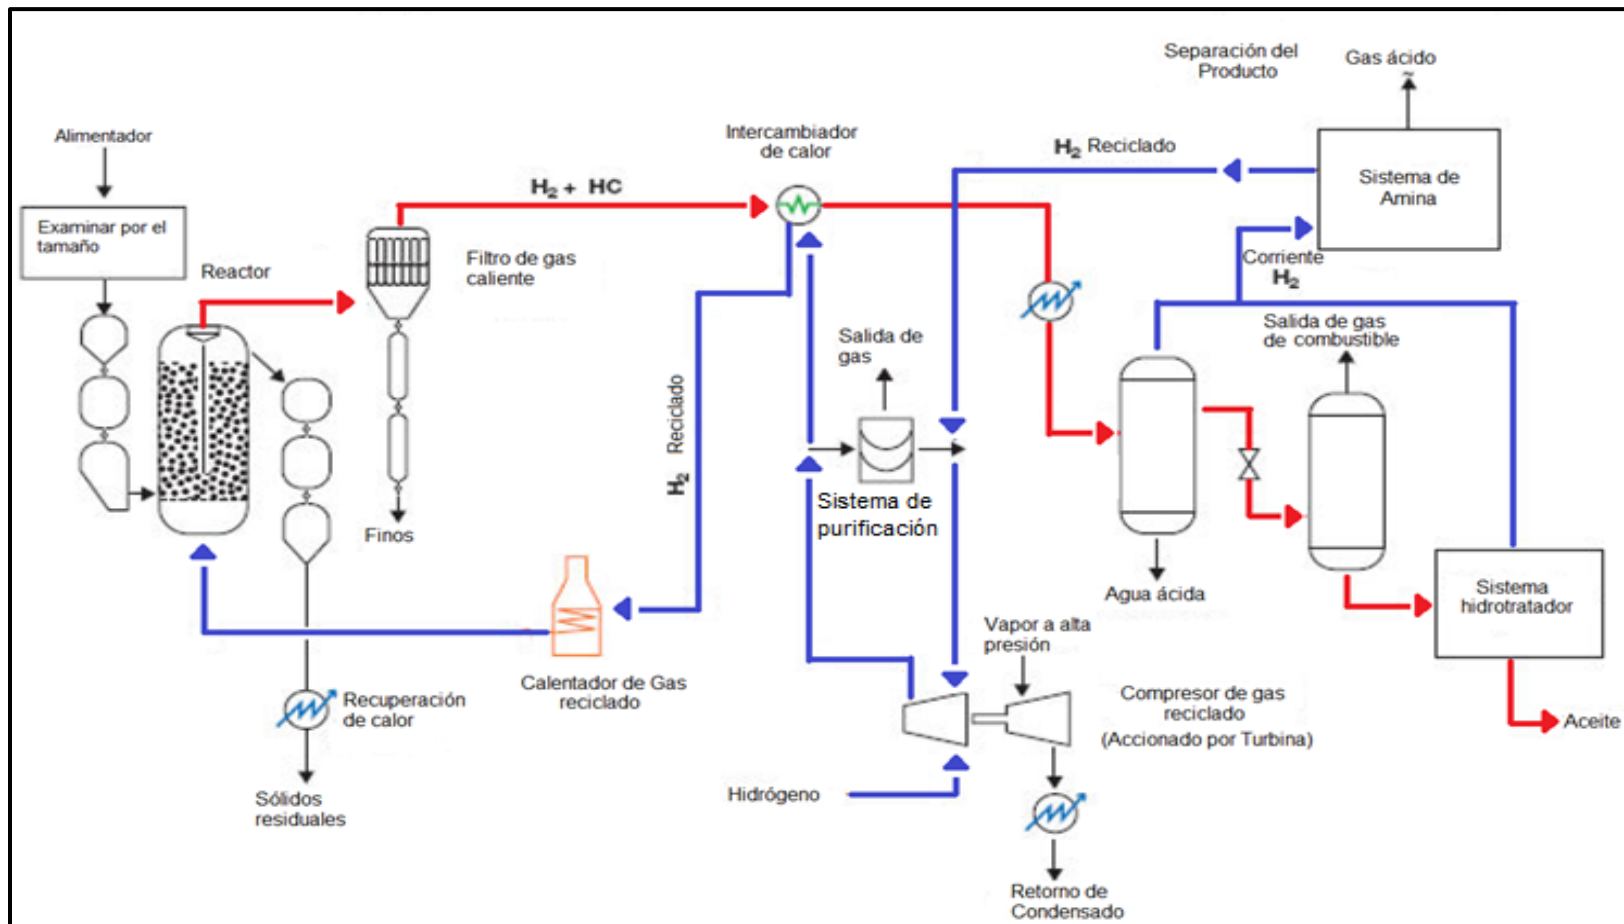 Separación del
Producto
Gas ácido
~
Alimentador
Intercambiador
de calor
H₂ Reciclado
Sistema de
Amina
H₂ + HC
Examinar por el
tamaño
Reactor
Filtro de gas
caliente
Corriente
H₂
Salida de
gas
Salida de gas
de combustible
H₂ Reciclado
Sistema de
purificación
Finos
Agua ácida
Sistema
hidrotratador
Vapor a alta
presión
Calentador de Gas
reciclado
Recuperación
de calor
Compresor de gas
reciclado
(Accionado por Turbina)
Aceite
Hidrógeno
Sólidos
residuales
Retorno de
Condensado